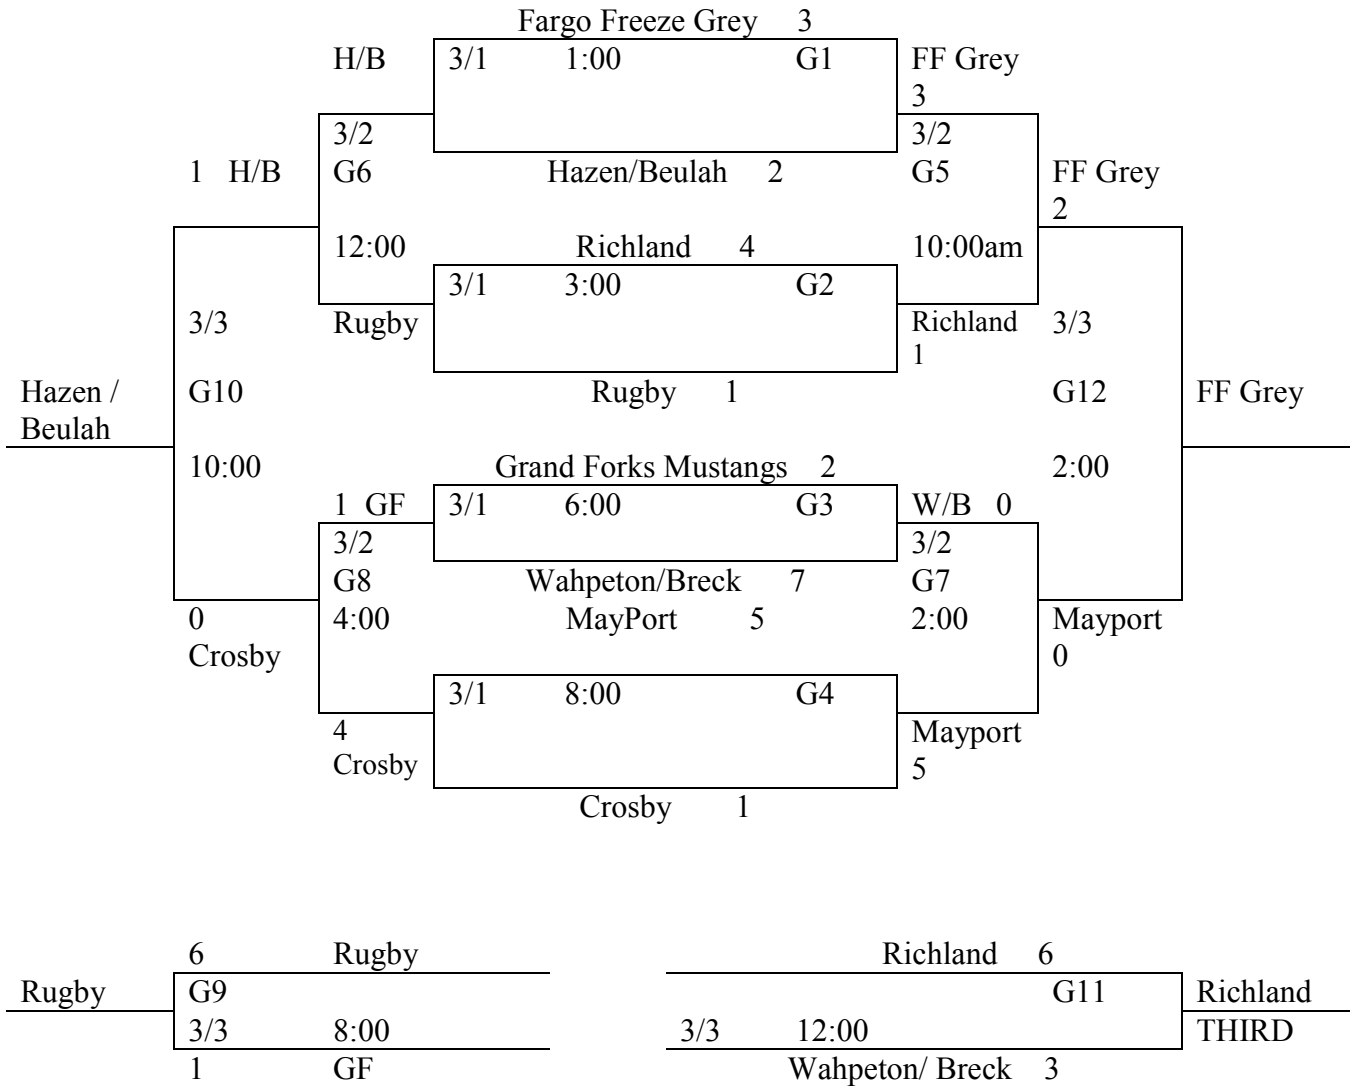 Fargo Freeze Grey 3
H/B 3/1 1:00 G1 FF Grey
3
3/2 3/2
1 H/B G6 Hazen/Beulah 2 G5 FF Grey
2
12:00 Richland 4 10:00am
3/1 3:00 G2
3/3 Rugby Richland 3/3
1
Hazen / G10 Rugby 1 G12 FF Grey
Beulah
10:00 Grand Forks Mustangs 2 2:00
1 GF 3/1 6:00 G3 W/B 0
3/2 3/2
G8 Wahpeton/Breck 7 G7
0 4:00 MayPort 5 2:00 Mayport
Crosby 0
3/1 8:00 G4
4 Mayport
Crosby 5
Crosby 1
6 Rugby Richland 6
Rugby G9 G11 Richland
3/3 8:00 3/3 12:00 THIRD
1 GF Wahpeton/ Breck 3